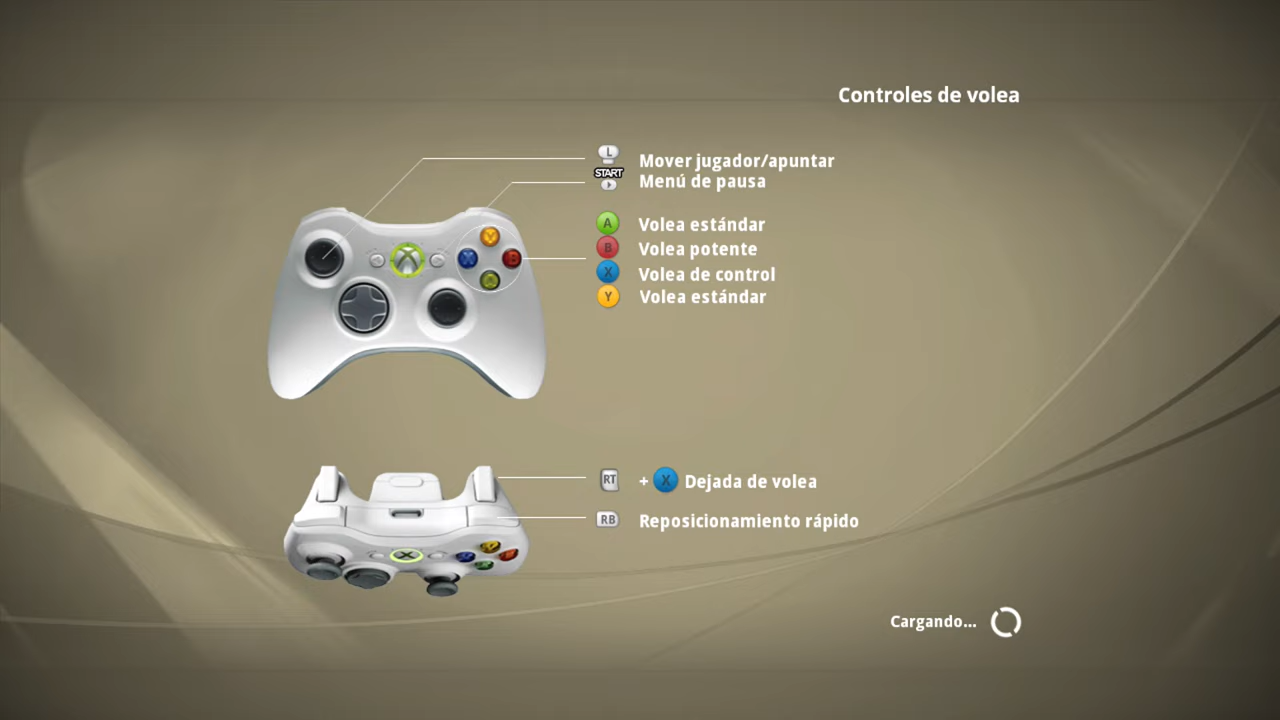 Controles de volea
L Mover jugador/apuntar
START Menú de pausa
A Volea estándar
B Volea potente
X Volea de control
Y Volea estándar
RT + X Dejada de volea
RB Reposicionamiento rápido
Cargando...